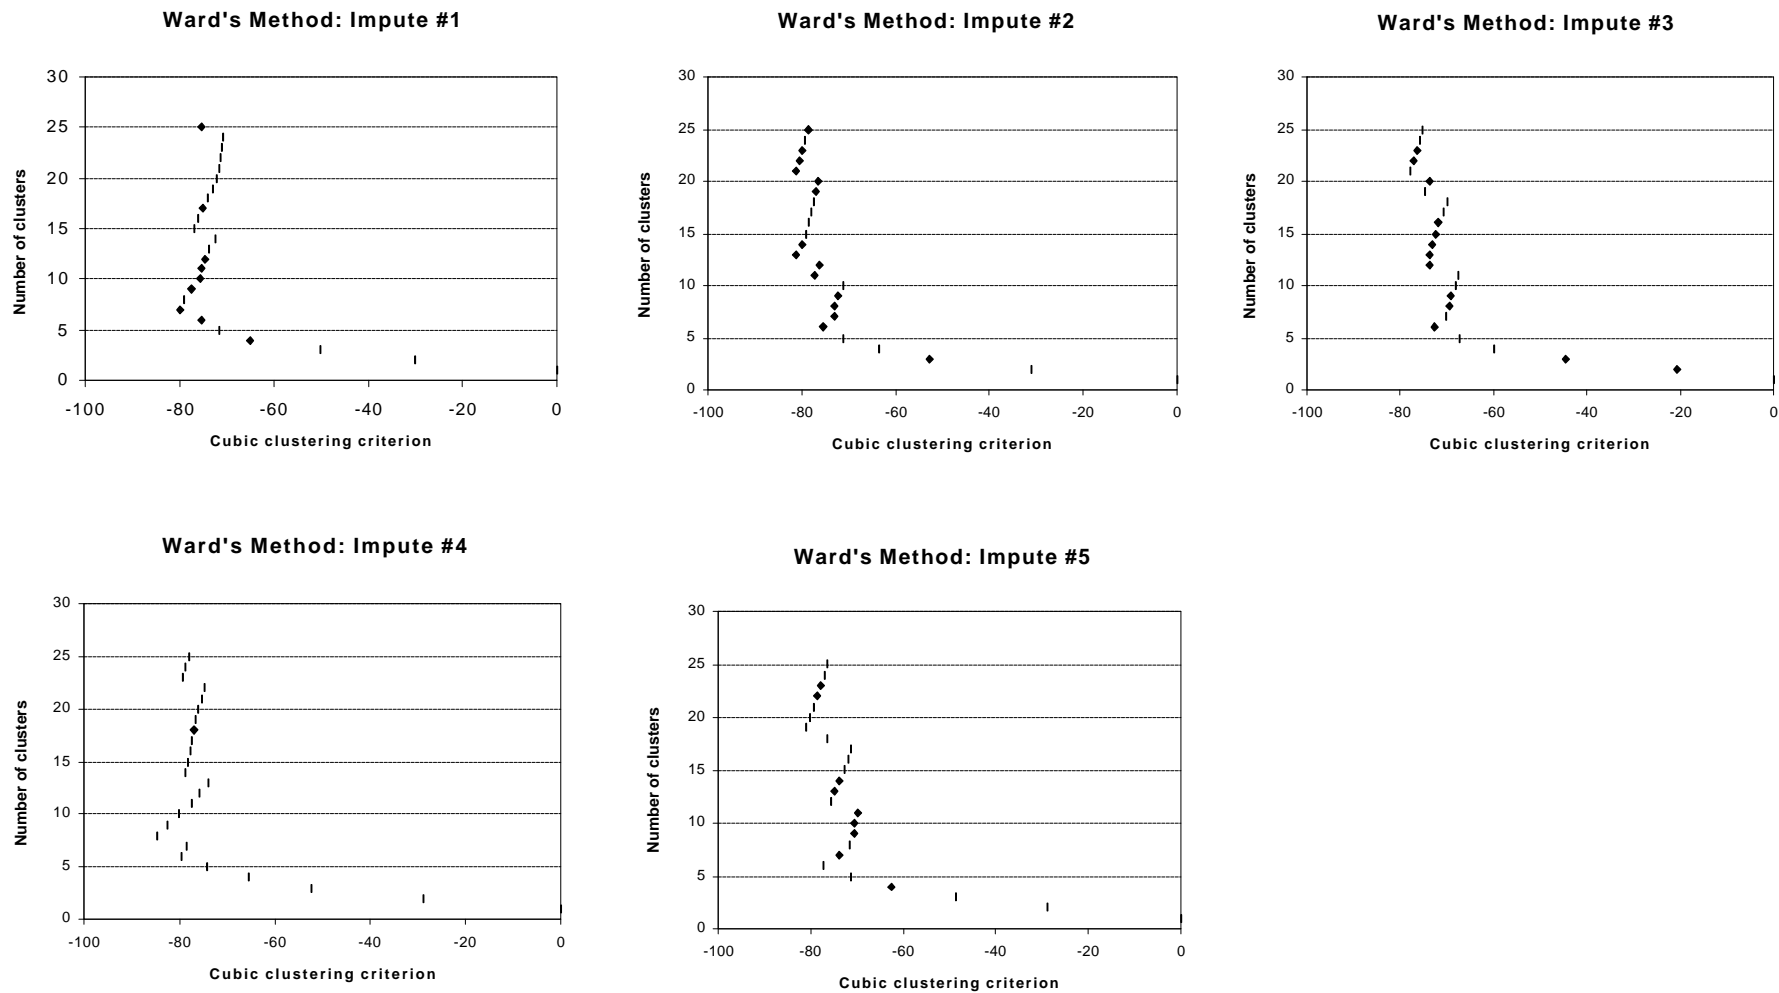 Ward's Method: Impute #1
30
25
20
15
10
5
0
Number of clusters
-100 -80 -60 -40 -20 0
Cubic clustering criterion
Ward's Method: Impute #2
30
25
20
15
10
5
0
Number of clusters
-100 -80 -60 -40 -20 0
Cubic clustering criterion
Ward's Method: Impute #3
30
25
20
15
10
5
0
Number of clusters
-100 -80 -60 -40 -20 0
Cubic clustering criterion
Ward's Method: Impute #4
30
25
20
15
10
5
0
Number of clusters
-100 -80 -60 -40 -20 0
Cubic clustering criterion
Ward's Method: Impute #5
30
25
20
15
10
5
0
Number of clusters
-100 -80 -60 -40 -20 0
Cubic clustering criterion